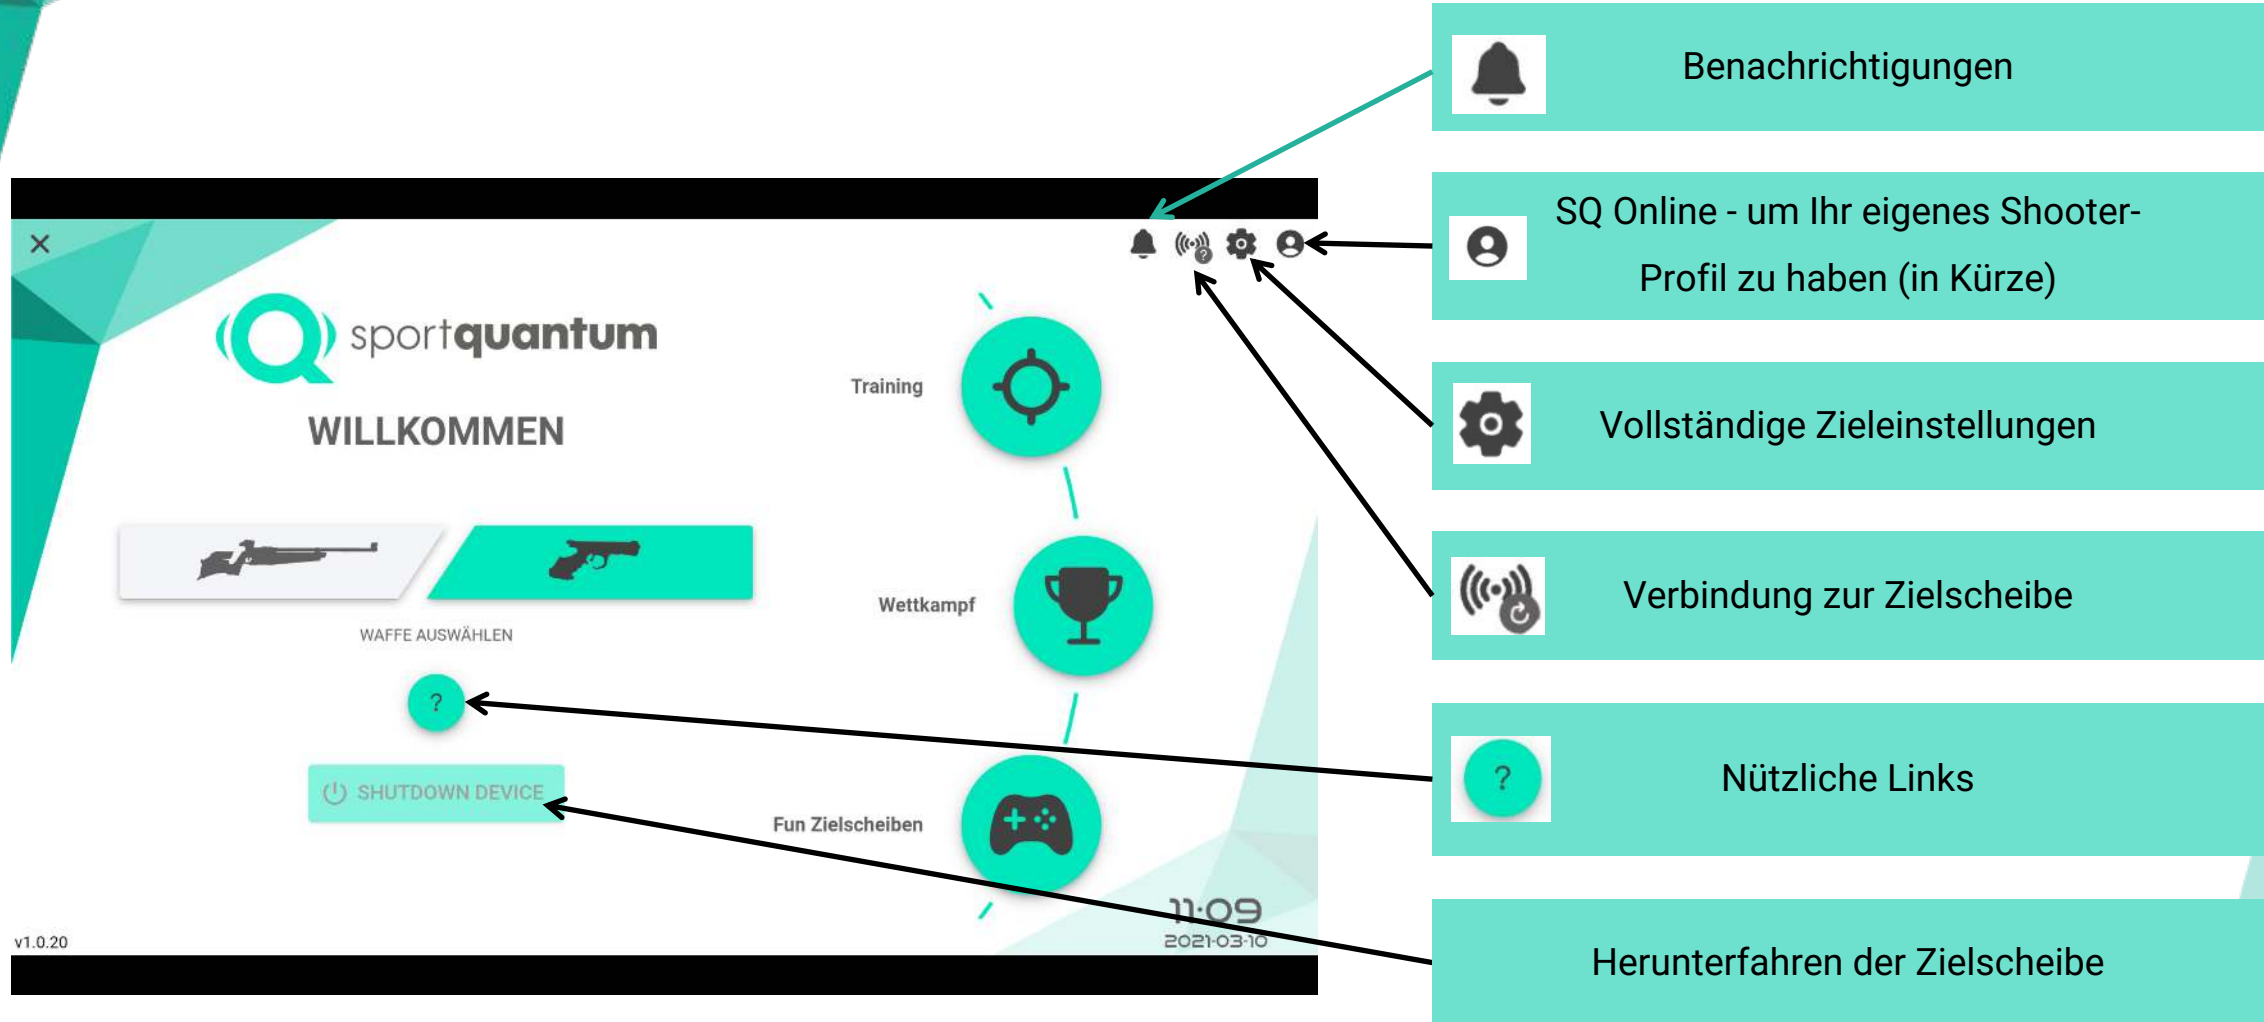 Benachrichtigungen
SQ Online - um Ihr eigenes Shooter-
Profil zu haben (in Kürze)
sportquantum
WILLKOMMEN
Training
Vollständige Zieleinstellungen
Verbindung zur Zielscheibe
Wettkampf
WAFFE AUSWÄHLEN
?
SHUTDOWN DEVICE
?
Nützliche Links
Fun Zielscheiben
11:09
2021-03-10
v1.0.20
Herunterfahren der Zielscheibe